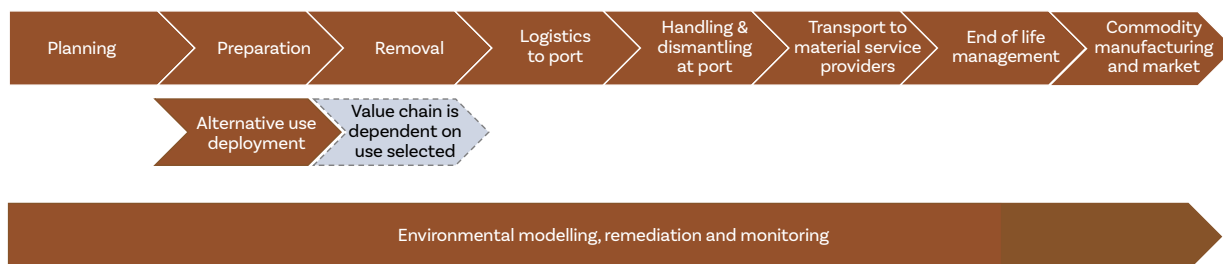 Planning
Preparation
Removal
Logistics
to port
Handling &
dismantling
at port
Transport to
material service
providers
End of life
management
Commodity
manufacturing
and market
Alternative use
deployment
Value chain is
dependent on
use selected
Environmental modelling, remediation and monitoring